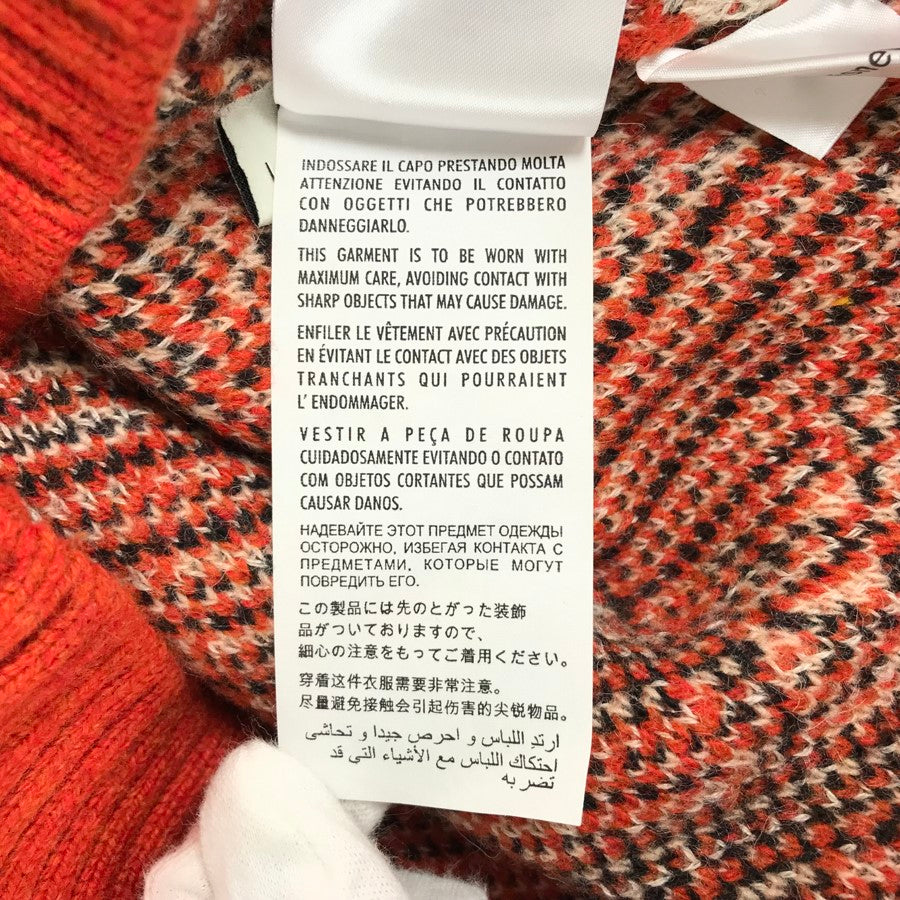 INDOSSARE IL CAPO PRESTANDO MOLTA
ATTENZIONE EVITANDO IL CONTATTO
CON OGGETTI CHE POTREBBERO
DANNEGGIARLO.
THIS GARMENT IS TO BE WORN WITH
MAXIMUM CARE, AVOIDING CONTACT WITH
SHARP OBJECTS THAT MAY CAUSE DAMAGE.
ENFILER LE VÊTEMENT AVEC PRÉCAUTION
EN ÉVITANT LE CONTACT AVEC DES OBJETS
TRANCHANTS QUI POURRAIENT
L' ENDOMMAGER.
VESTIR A PEÇA DE ROUPA
CUIDADOSAMENTE EVITANDO O CONTATO
COM OBJETOS CORTANTES QUE POSSAM
CAUSAR DANOS.
НАДЕВАЙТЕ ЭТОТ ПРЕДМЕТ ОДЕЖДЫ
ОСТОРОЖНО, ИЗБЕГАЯ КОНТАКТА С
ПРЕДМЕТАМИ, КОТОРЫЕ МОГУТ
ПОВРЕДИТЬ ЕГО.
この製品には先のとがった装飾
品がついておりますので、
細心の注意をもってご着用ください。
穿着这件衣服需要非常注意。
尽量避免接触会引起伤害的尖锐物品。
ارتد اللباس و احرص جيدا و تحاشى
احتكاك اللباس مع الأشياء التي قد
تضر به